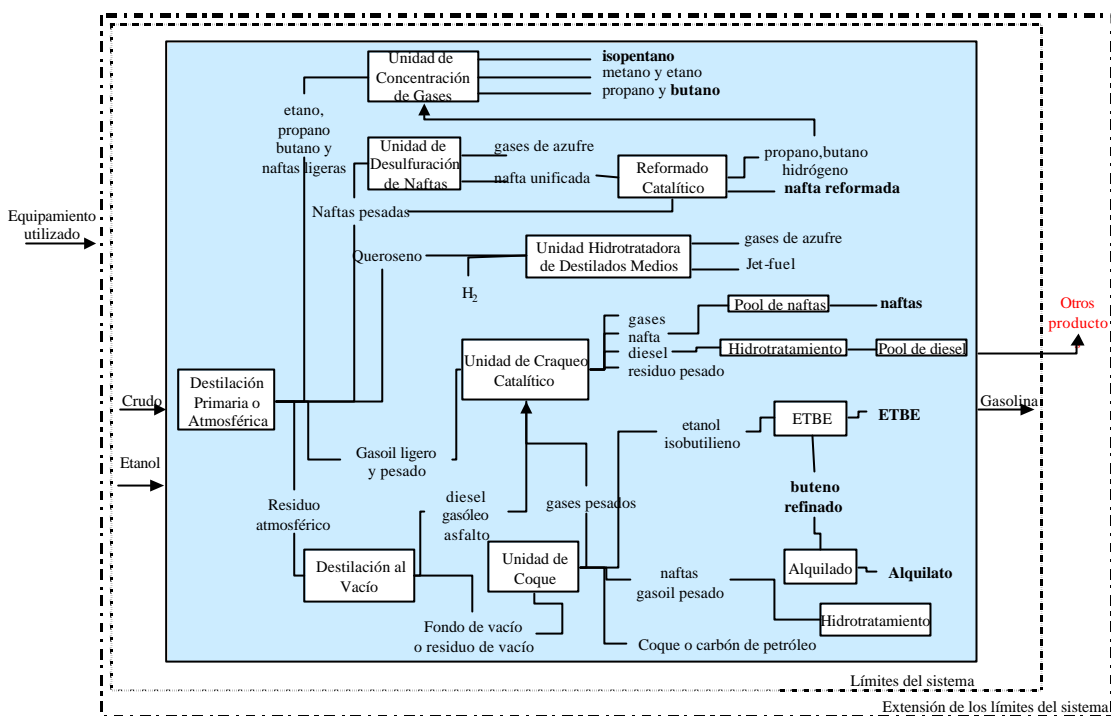 Unidad de
Concentración
de Gases
isopentano
metano y etano
propano y butano
etano,
propano
butano y
naftas ligeras
Unidad de
Desulfuración
de Naftas
gases de azufre
nafta unificada
Reformado
Catalítico
propano,butano
hidrógeno
nafta reformada
Naftas pesadas
Equipamiento
utilizado
Queroseno
H2
Unidad Hidrotratadora
de Destilados Medios
gases de azufre
Jet-fuel
gases
nafta
diesel
residuo pesado
Pool de naftas
naftas
Hidrotratamiento
Pool de diesel
Otros
producto
Unidad de Craqueo
Catalítico
Destilación
Primaria o
Atmosférica
Crudo
Etanol
Gasolina
etanol
isobutilieno
ETBE
ETBE
Gasoil ligero
y pesado
buteno
refinado
Residuo
atmosférico
diesel
gasóleo
asfalto
gases pesados
Destilación al
Vacío
Unidad de
Coque
naftas
gasoil pesado
Alquilado
Alquilato
Hidrotratamiento
Fondo de vacío
o residuo de vacío
Coque o carbón de petróleo
Límites del sistema
Extensión de los límites del sistema